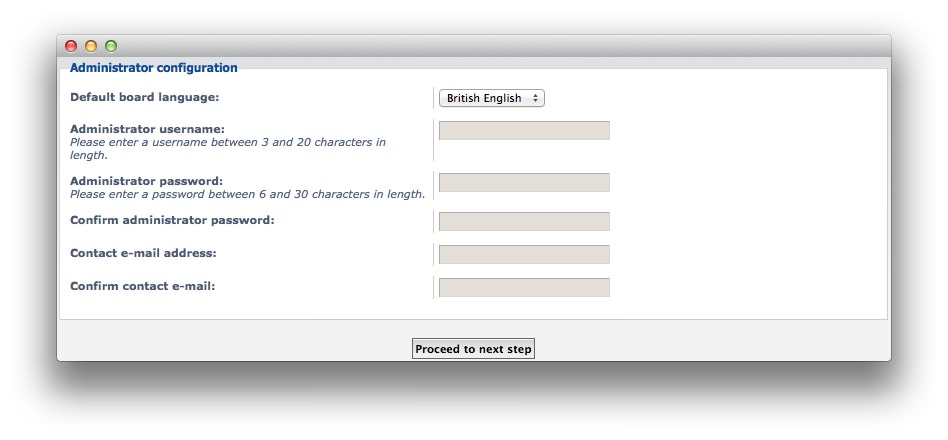 Administrator configuration
Default board language:
British English
Administrator username:
Please enter a username between 3 and 20 characters in
length.
Administrator password:
Please enter a password between 6 and 30 characters in length.
Confirm administrator password:
Contact e-mail address:
Confirm contact e-mail:
Proceed to next step